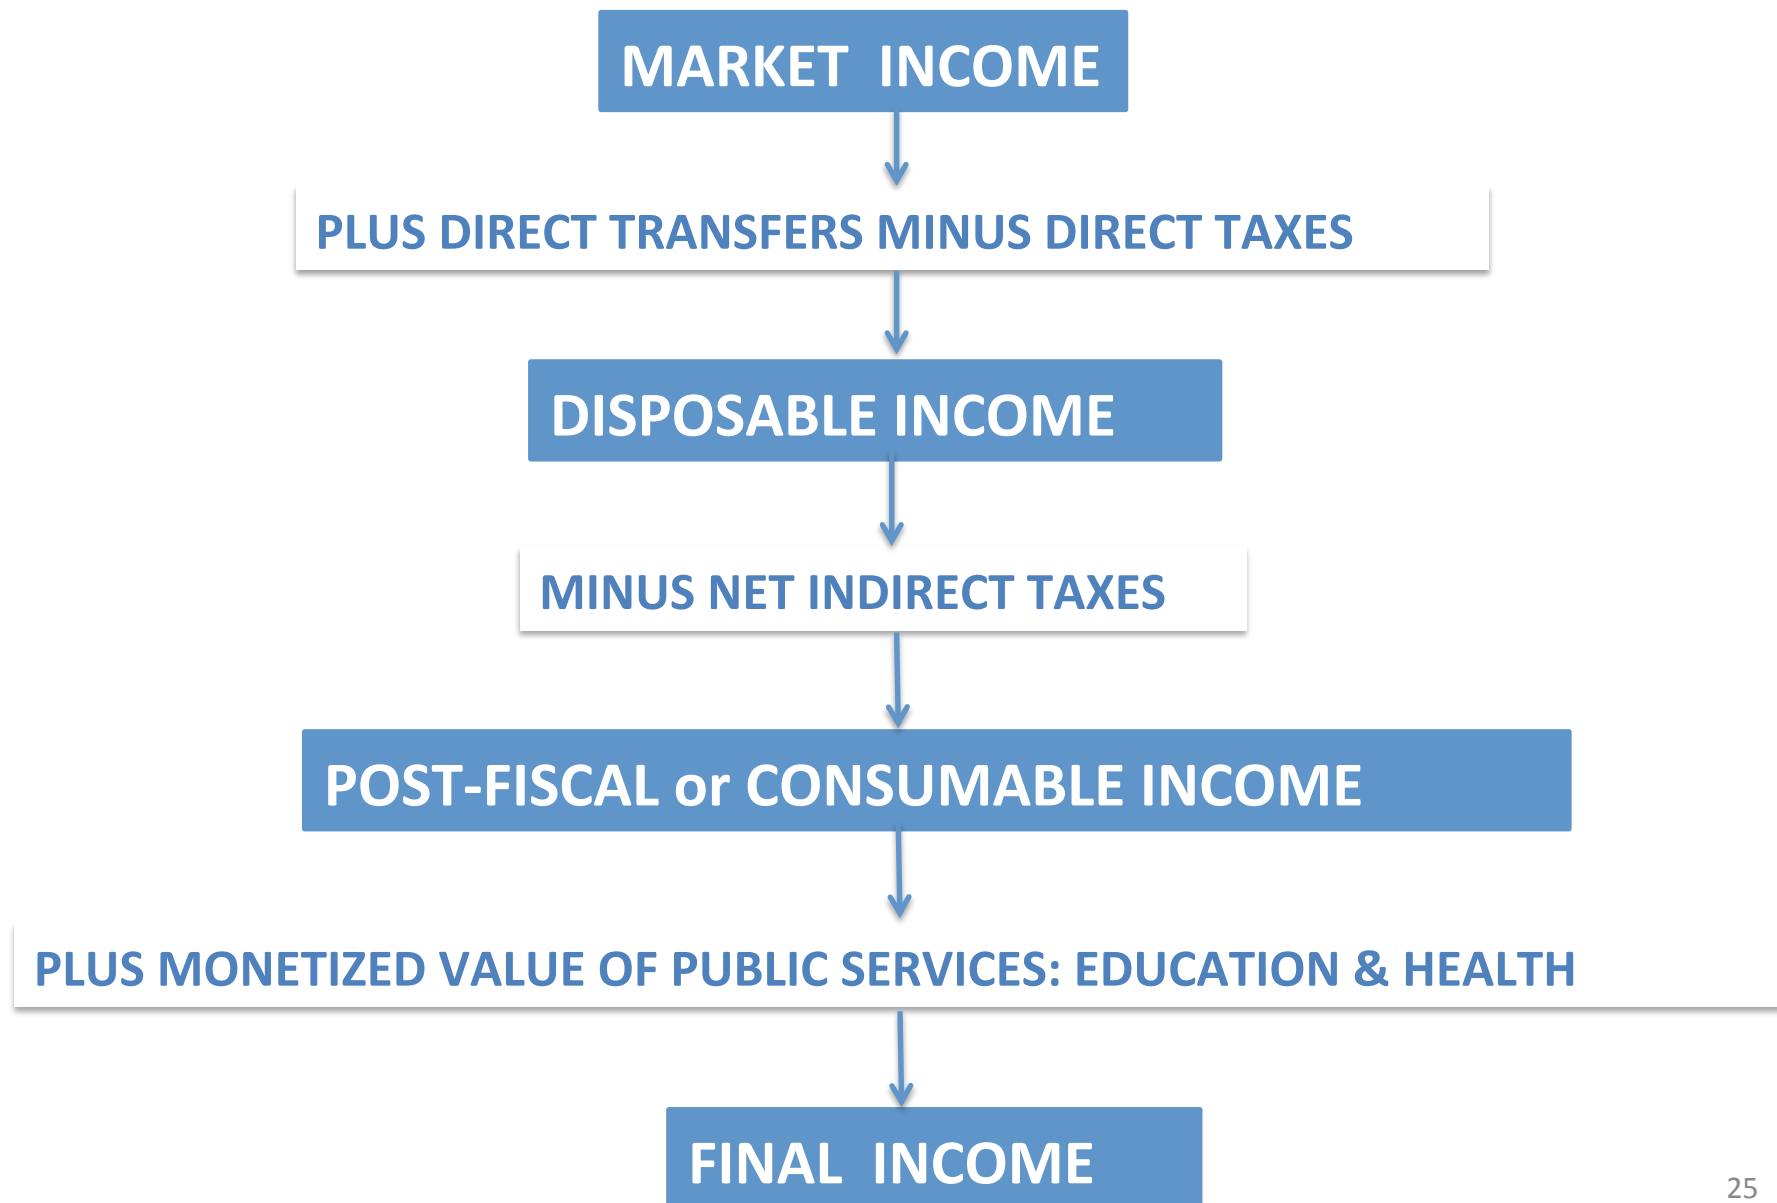 MARKET INCOME
PLUS DIRECT TRANSFERS MINUS DIRECT TAXES
DISPOSABLE INCOME
MINUS NET INDIRECT TAXES
POST-FISCAL or CONSUMABLE INCOME
PLUS MONETIZED VALUE OF PUBLIC SERVICES: EDUCATION & HEALTH
FINAL INCOME
25